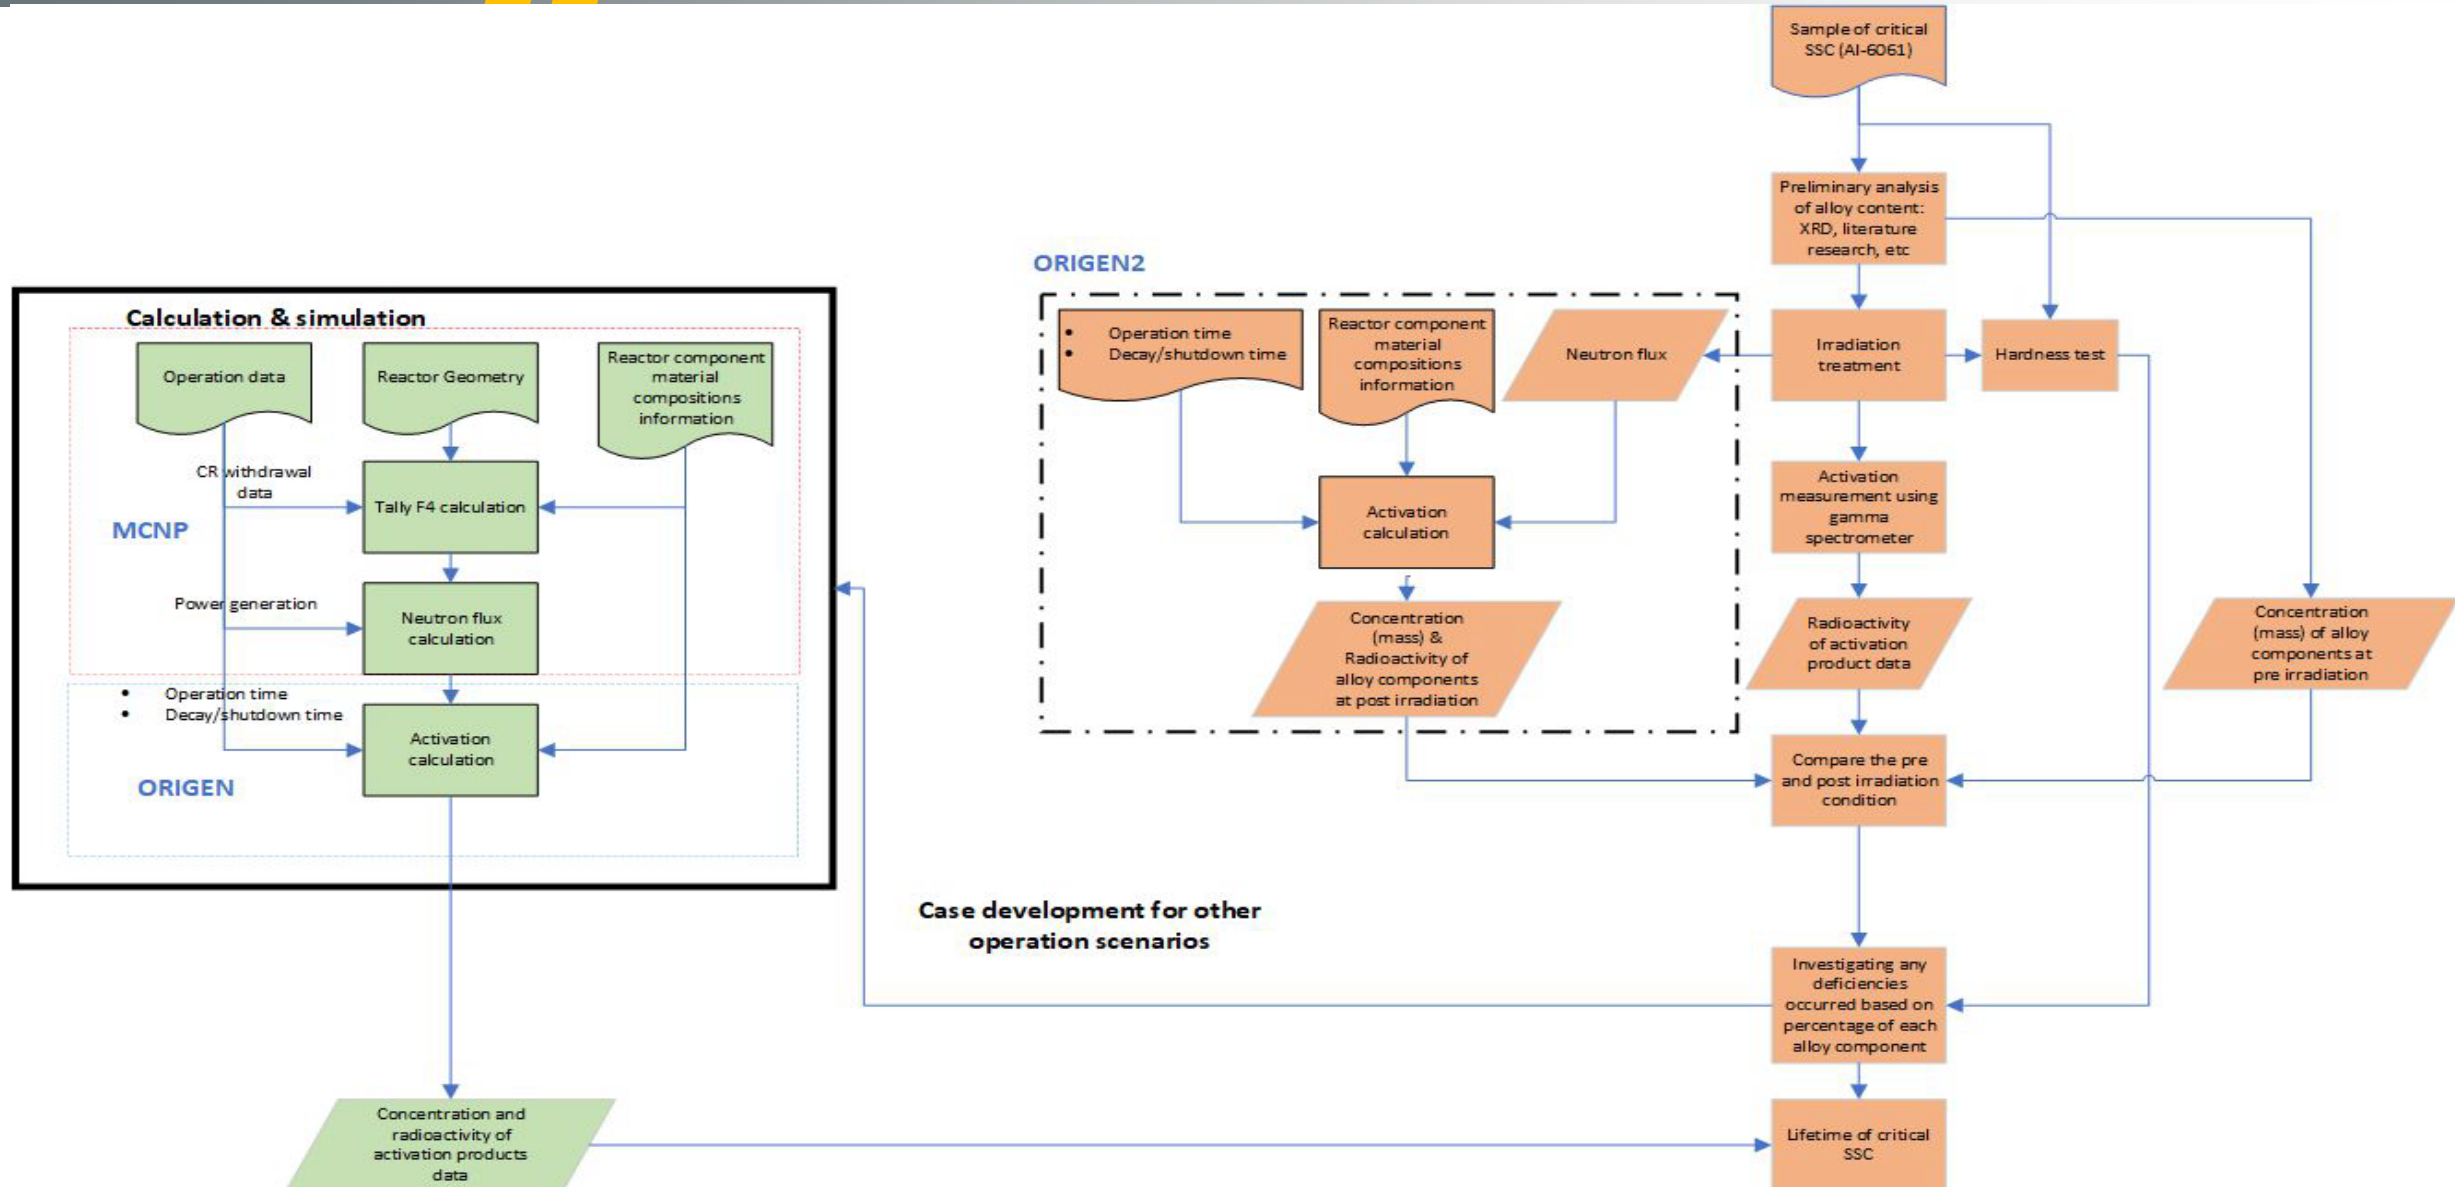 Sample of critical
SSC (Al-6061)
Preliminary analysis
of alloy content:
XRD, literature
research, etc
ORIGEN2
Calculation & simulation
Operation data
Reactor Geometry
Reactor component
material
compositions
information
• Operation time
• Decay/shutdown time
Reactor component
material
compositions
information
Neutron flux
Irradiation
treatment
Hardness test
CR withdrawal
data
Tally F4 calculation
MCNP
Activation
calculation
Activation
measurement using
gamma
spectrometer
Power generation
Neutron flux
calculation
Concentration
(mass) &
Radioactivity of
alloy components
at post irradiation
Radioactivity
of activation
product data
Concentration
(mass) of alloy
components at
pre irradiation
• Operation time
• Decay/shutdown time
Activation
calculation
ORIGEN
Compare the pre
and post irradiation
condition
Case development for other
operation scenarios
Investigating any
deficiencies
occurred based on
percentage of each
alloy component
Concentration and
radioactivity of
activation products
data
Lifetime of critical
SSC